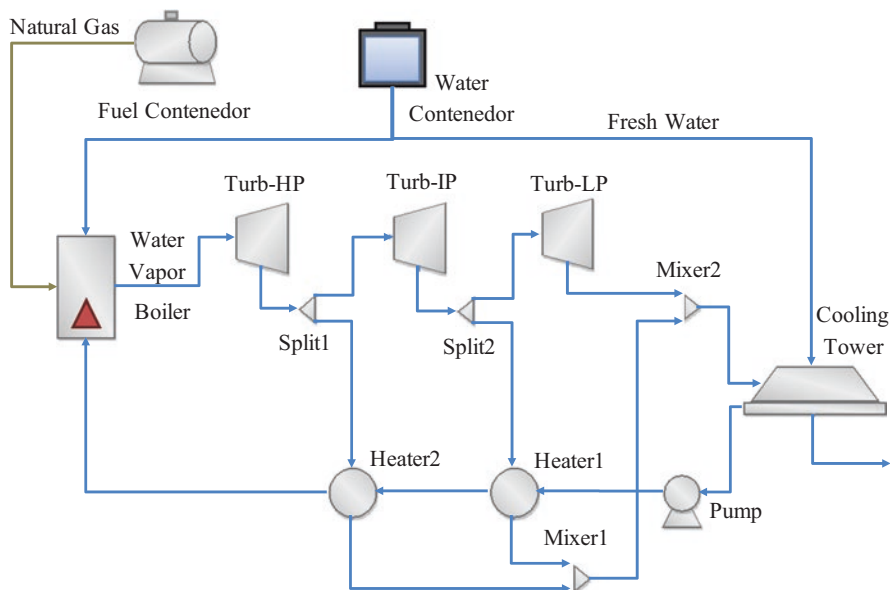 Natural Gas
Fuel Contenedor
Water
Contenedor
Fresh Water
Turb-HP
Turb-IP
Turb-LP
Water
Vapor
Boiler
Split1
Split2
Mixer2
Cooling
Tower
Heater2
Heater1
Pump
Mixer1